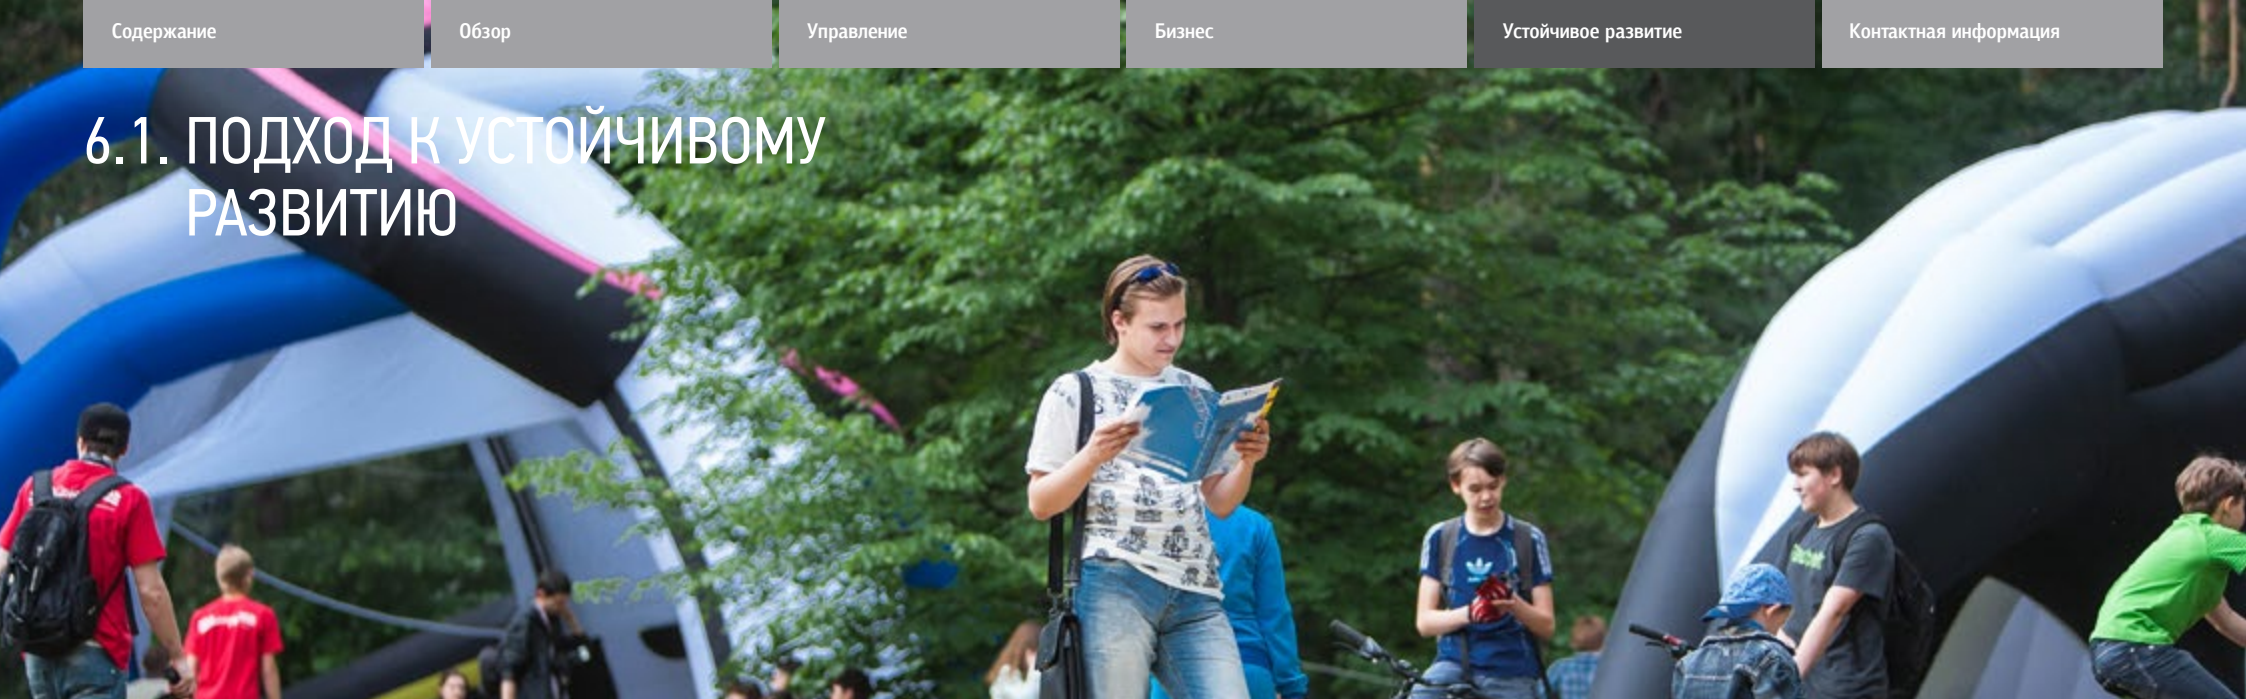 Содержание
Обзор
Управление
Бизнес
Устойчивое развитие
Контактная информация
6.1. ПОДХОД К УСТОЙЧИВОМУ
РАЗВИТИЮ